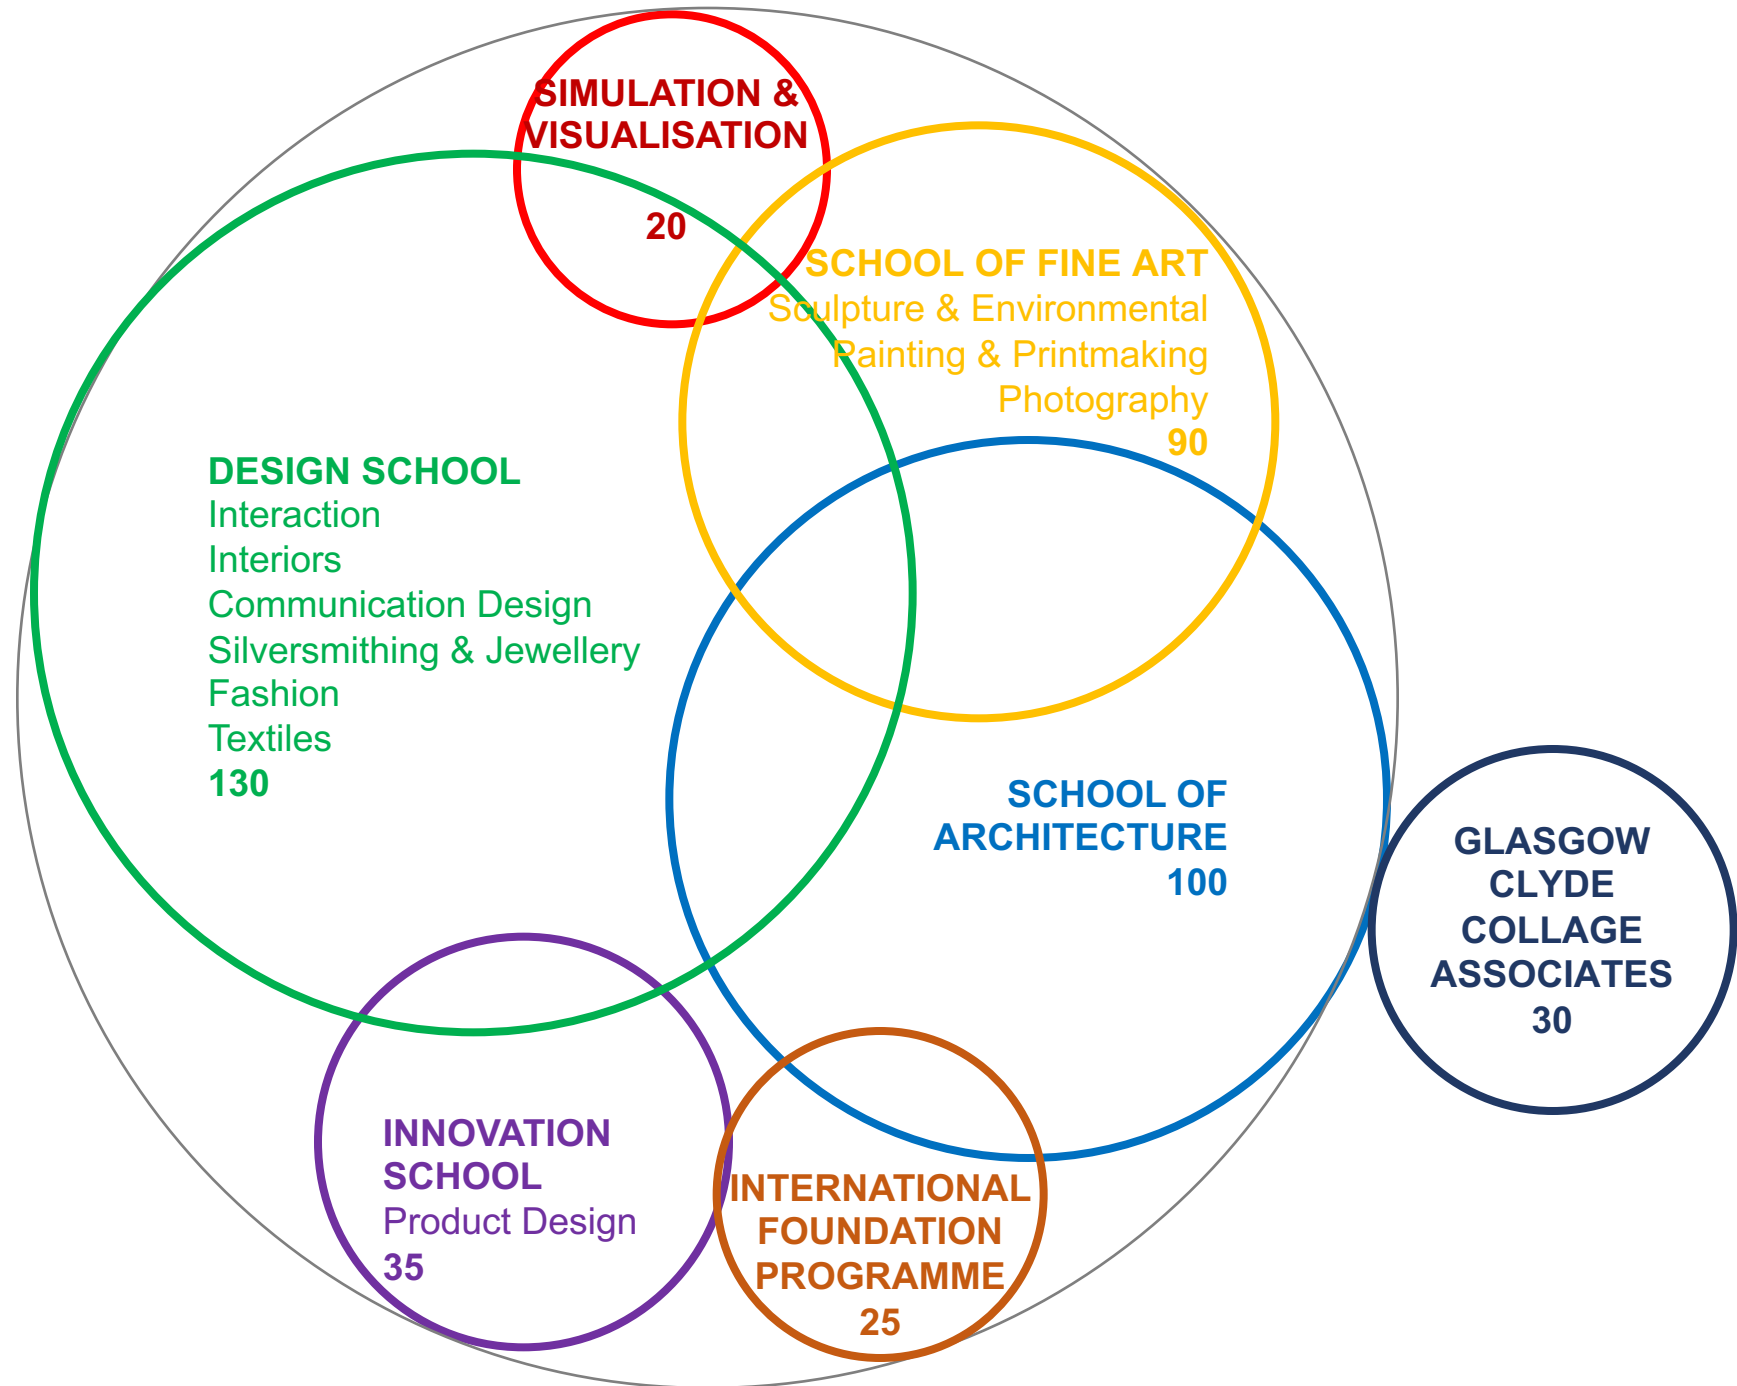 SIMULATION &
VISUALISATION
20
SCHOOL OF FINE ART
Sculpture & Environmental
Painting & Printmaking
Photography
90
DESIGN SCHOOL
Interaction
Interiors
Communication Design
Silversmithing & Jewellery
Fashion
Textiles
130
SCHOOL OF
ARCHITECTURE
100
GLASGOW
CLYDE
COLLAGE
ASSOCIATES
30
INNOVATION
SCHOOL
Product Design
35
INTERNATIONAL
FOUNDATION
PROGRAMME
25